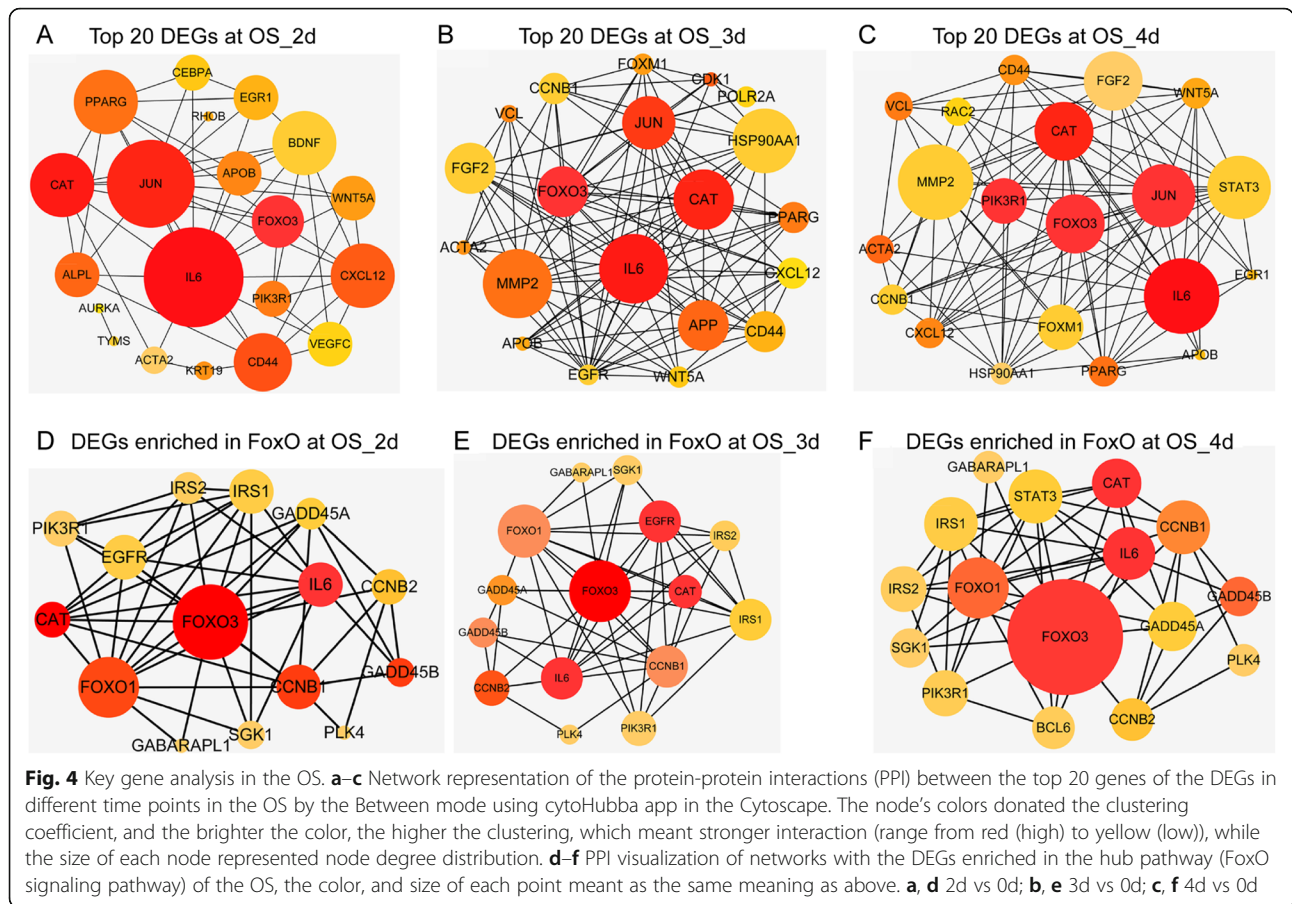 A Top 20 DEGs at OS_2d
CEBPA
PPARG
EGR1
RHOB
BDNF
APOB
CAT
JUN
WNT5A
FOXO3
ALPL
IL6
CXCL12
PIK3R1
AURKA
TYMS
VEGFC
ACTA2
CD44
KRT19
B Top 20 DEGs at OS_3d
FOXM1
CDK1
CCNB1
POLR2A
VCL
JUN
HSP90AA1
FGF2
FOXO3
CAT
PPARG
ACTA2
IL6
CXCL12
MMP2
APP
CD44
APOB
EGFR
WNT5A
C Top 20 DEGs at OS_4d
CD44
FGF2
WNT5A
VCL
RAC2
CAT
MMP2
PIK3R1
JUN
STAT3
FOXO3
ACTA2
EGR1
CCNB1
IL6
CXCL12
FOXM1
APOB
HSP90AA1
PPARG
D DEGs enriched in FoxO at OS_2d
IRS2
IRS1
GADD45A
PIK3R1
EGFR
IL6
CCNB2
CAT
FOXO3
GADD45B
FOXO1
CCNB1
SGK1
PLK4
GABARAPL1
E DEGs enriched in FoxO at OS_3d
GABARAPL1
SGK1
FOXO1
EGFR
IRS2
GADD45A
FOXO3
CAT
IRS1
GADD45B
CCNB1
CCNB2
IL6
PLK4
PIK3R1
F DEGs enriched in FoxO at OS_4d
GABARAPL1
STAT3
CAT
IRS1
CCNB1
IL6
IRS2
FOXO1
GADD45B
FOXO3
GADD45A
SGK1
PLK4
PIK3R1
BCL6
CCNB2
Fig. 4 Key gene analysis in the OS. a–c Network representation of the protein-protein interactions (PPI) between the top 20 genes of the DEGs in
different time points in the OS by the Between mode using cytoHubba app in the Cytoscape. The node's colors donated the clustering
coefficient, and the brighter the color, the higher the clustering, which meant stronger interaction (range from red (high) to yellow (low)), while
the size of each node represented node degree distribution. d–f PPI visualization of networks with the DEGs enriched in the hub pathway (FoxO
signaling pathway) of the OS, the color, and size of each point meant as the same meaning as above. a, d 2d vs 0d; b, e 3d vs 0d; c, f 4d vs 0d